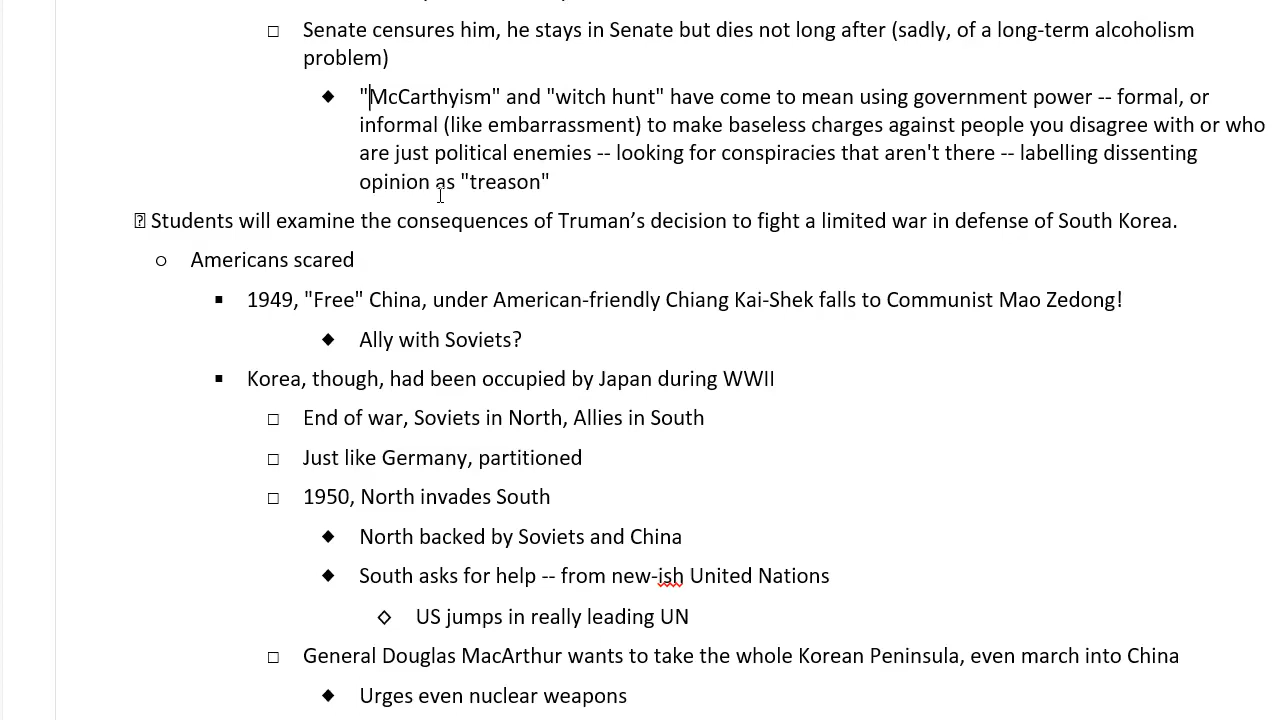 Senate censures him, he stays in Senate but dies not long after (sadly, of a long-term alcoholism
problem)
"McCarthyism" and "witch hunt" have come to mean using government power -- formal, or
informal (like embarrassment) to make baseless charges against people you disagree with or who
are just political enemies -- looking for conspiracies that aren't there -- labelling dissenting
opinion as "treason"
Students will examine the consequences of Truman’s decision to fight a limited war in defense of South Korea.
Americans scared
1949, "Free" China, under American-friendly Chiang Kai-Shek falls to Communist Mao Zedong!
Ally with Soviets?
Korea, though, had been occupied by Japan during WWII
End of war, Soviets in North, Allies in South
Just like Germany, partitioned
1950, North invades South
North backed by Soviets and China
South asks for help -- from new-ish United Nations
US jumps in really leading UN
General Douglas MacArthur wants to take the whole Korean Peninsula, even march into China
Urges even nuclear weapons